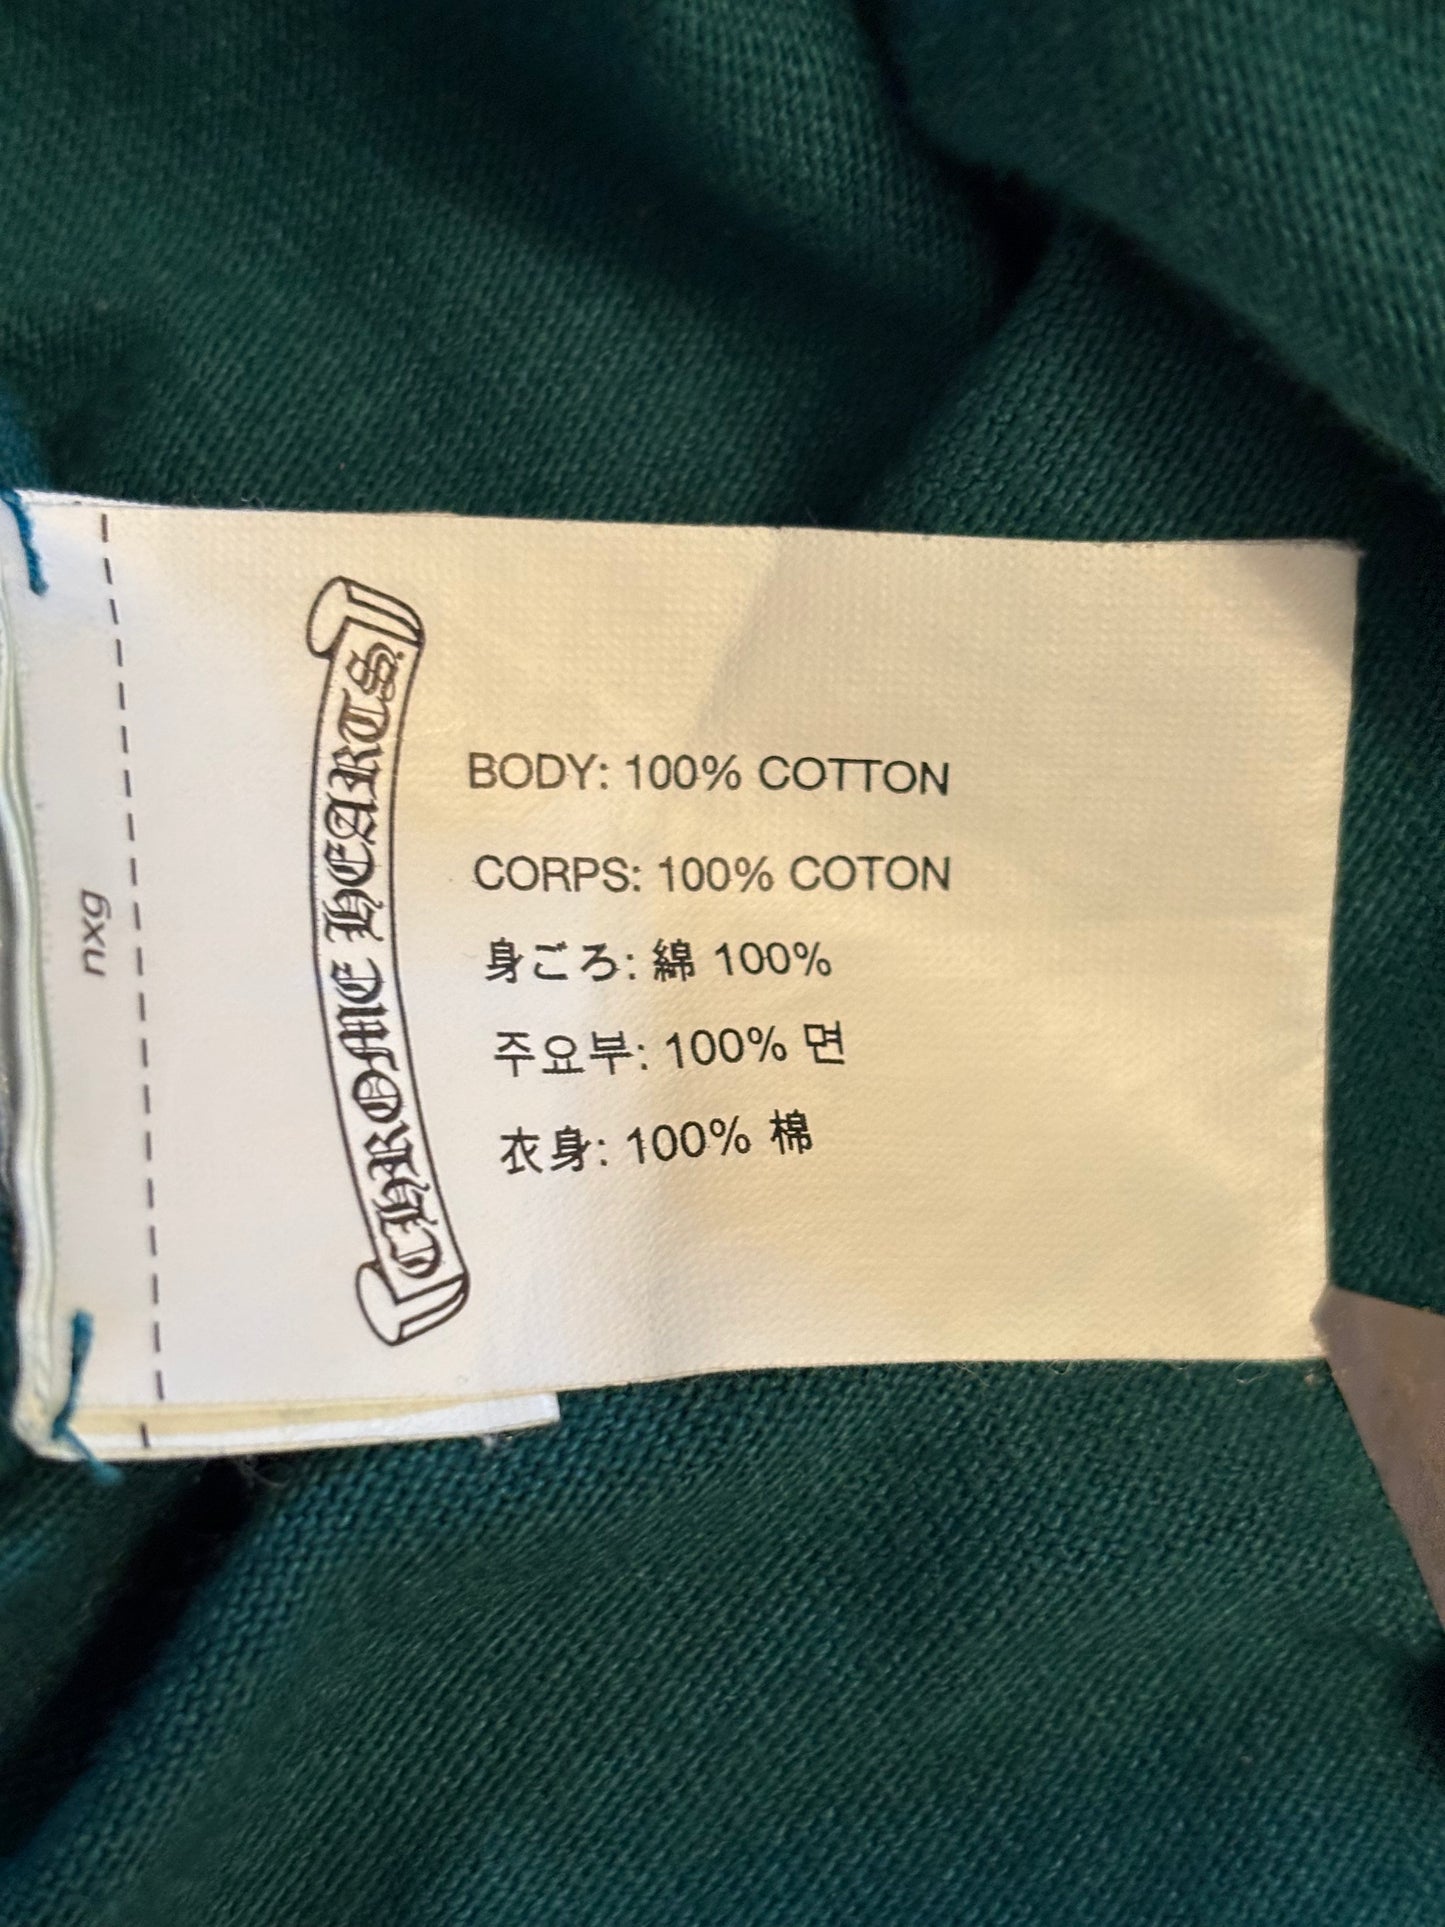 nxg
CHROME HEARTS
BODY: 100% COTTON
CORPS: 100% COTON
身ごろ: 綿 100%
주요부: 100% 면
衣身: 100% 棉